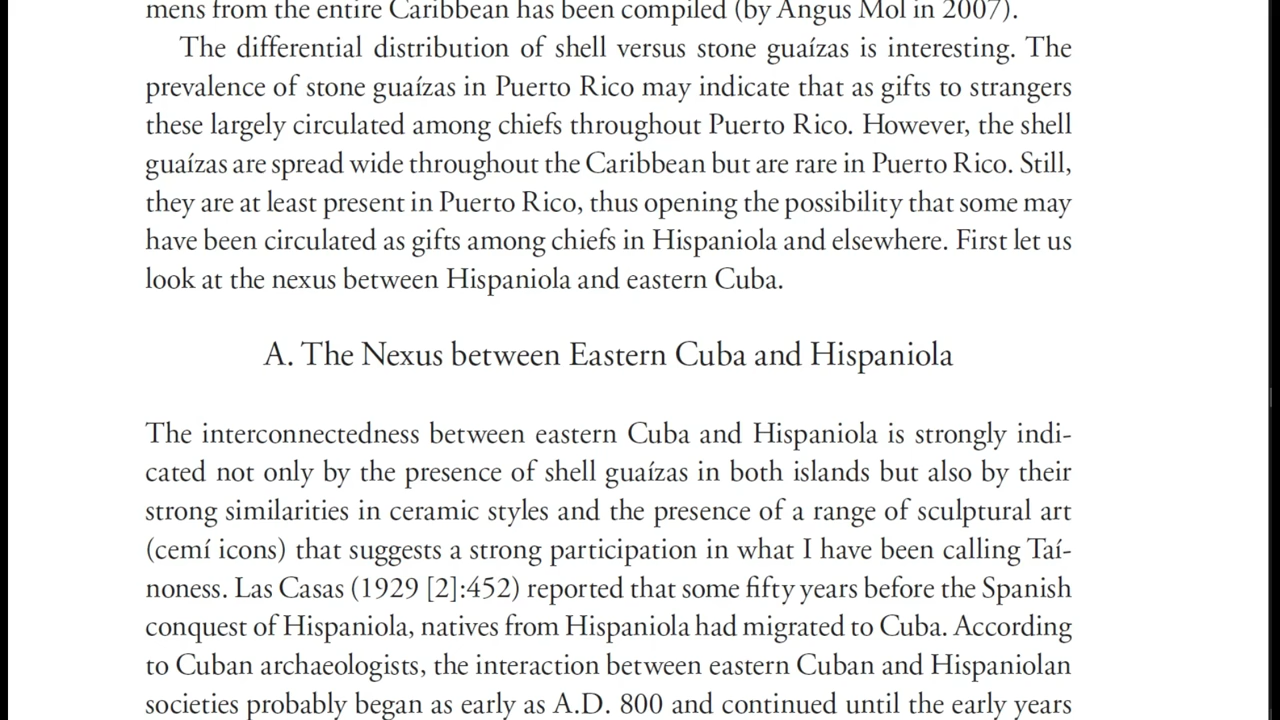 mens from the entire Caribbean has been compiled (by Angus Mol in 2007).
The differential distribution of shell versus stone guaízas is interesting. The
prevalence of stone guaízas in Puerto Rico may indicate that as gifts to strangers
these largely circulated among chiefs throughout Puerto Rico. However, the shell
guaízas are spread wide throughout the Caribbean but are rare in Puerto Rico. Still,
they are at least present in Puerto Rico, thus opening the possibility that some may
have been circulated as gifts among chiefs in Hispaniola and elsewhere. First let us
look at the nexus between Hispaniola and eastern Cuba.
A. The Nexus between Eastern Cuba and Hispaniola
The interconnectedness between eastern Cuba and Hispaniola is strongly indi-
cated not only by the presence of shell guaízas in both islands but also by their
strong similarities in ceramic styles and the presence of a range of sculptural art
(cemí icons) that suggests a strong participation in what I have been calling Taí-
noness. Las Casas (1929 [2]:452) reported that some fifty years before the Spanish
conquest of Hispaniola, natives from Hispaniola had migrated to Cuba. According
to Cuban archaeologists, the interaction between eastern Cuban and Hispaniolan
societies probably began as early as A.D. 800 and continued until the early years